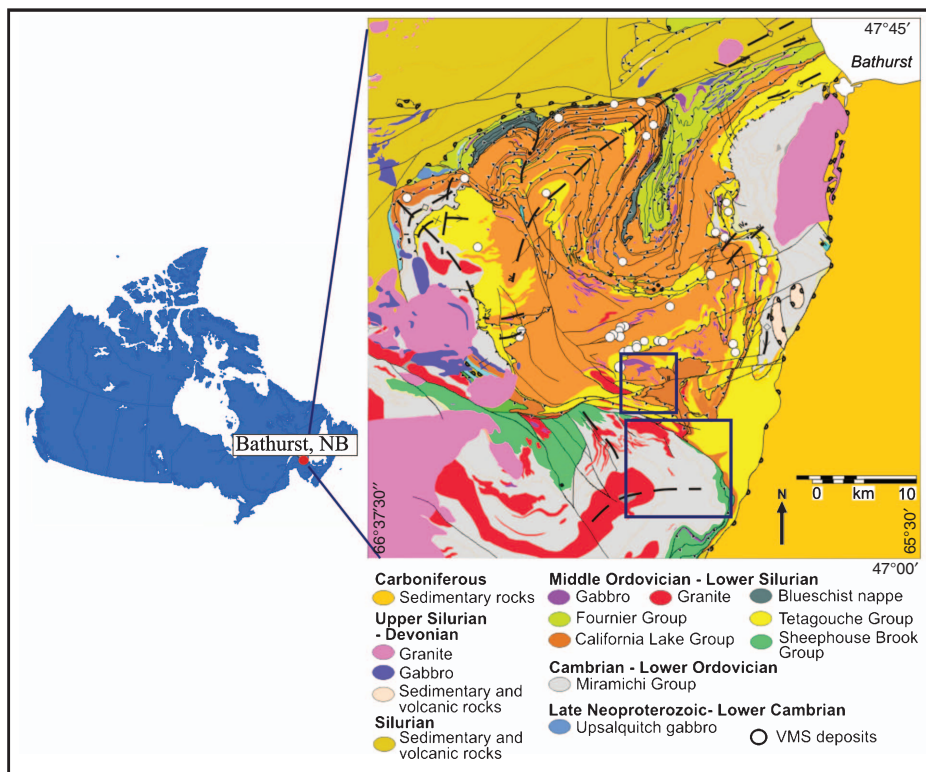 47°45′
Bathurst
Bathurst, NB
N
0 km 10
66°37′30′′
65°30′
47°00′
Carboniferous
Sedimentary rocks
Upper Silurian
- Devonian
Granite
Gabbro
Sedimentary and
volcanic rocks
Silurian
Sedimentary and
volcanic rocks
Middle Ordovician - Lower Silurian
Gabbro
Granite
Blueschist nappe
Fournier Group
Tetagouche Group
California Lake Group
Sheephouse Brook
Group
Cambrian - Lower Ordovician
Miramichi Group
Late Neoproterozoic- Lower Cambrian
Upsalquitch gabbro
VMS deposits